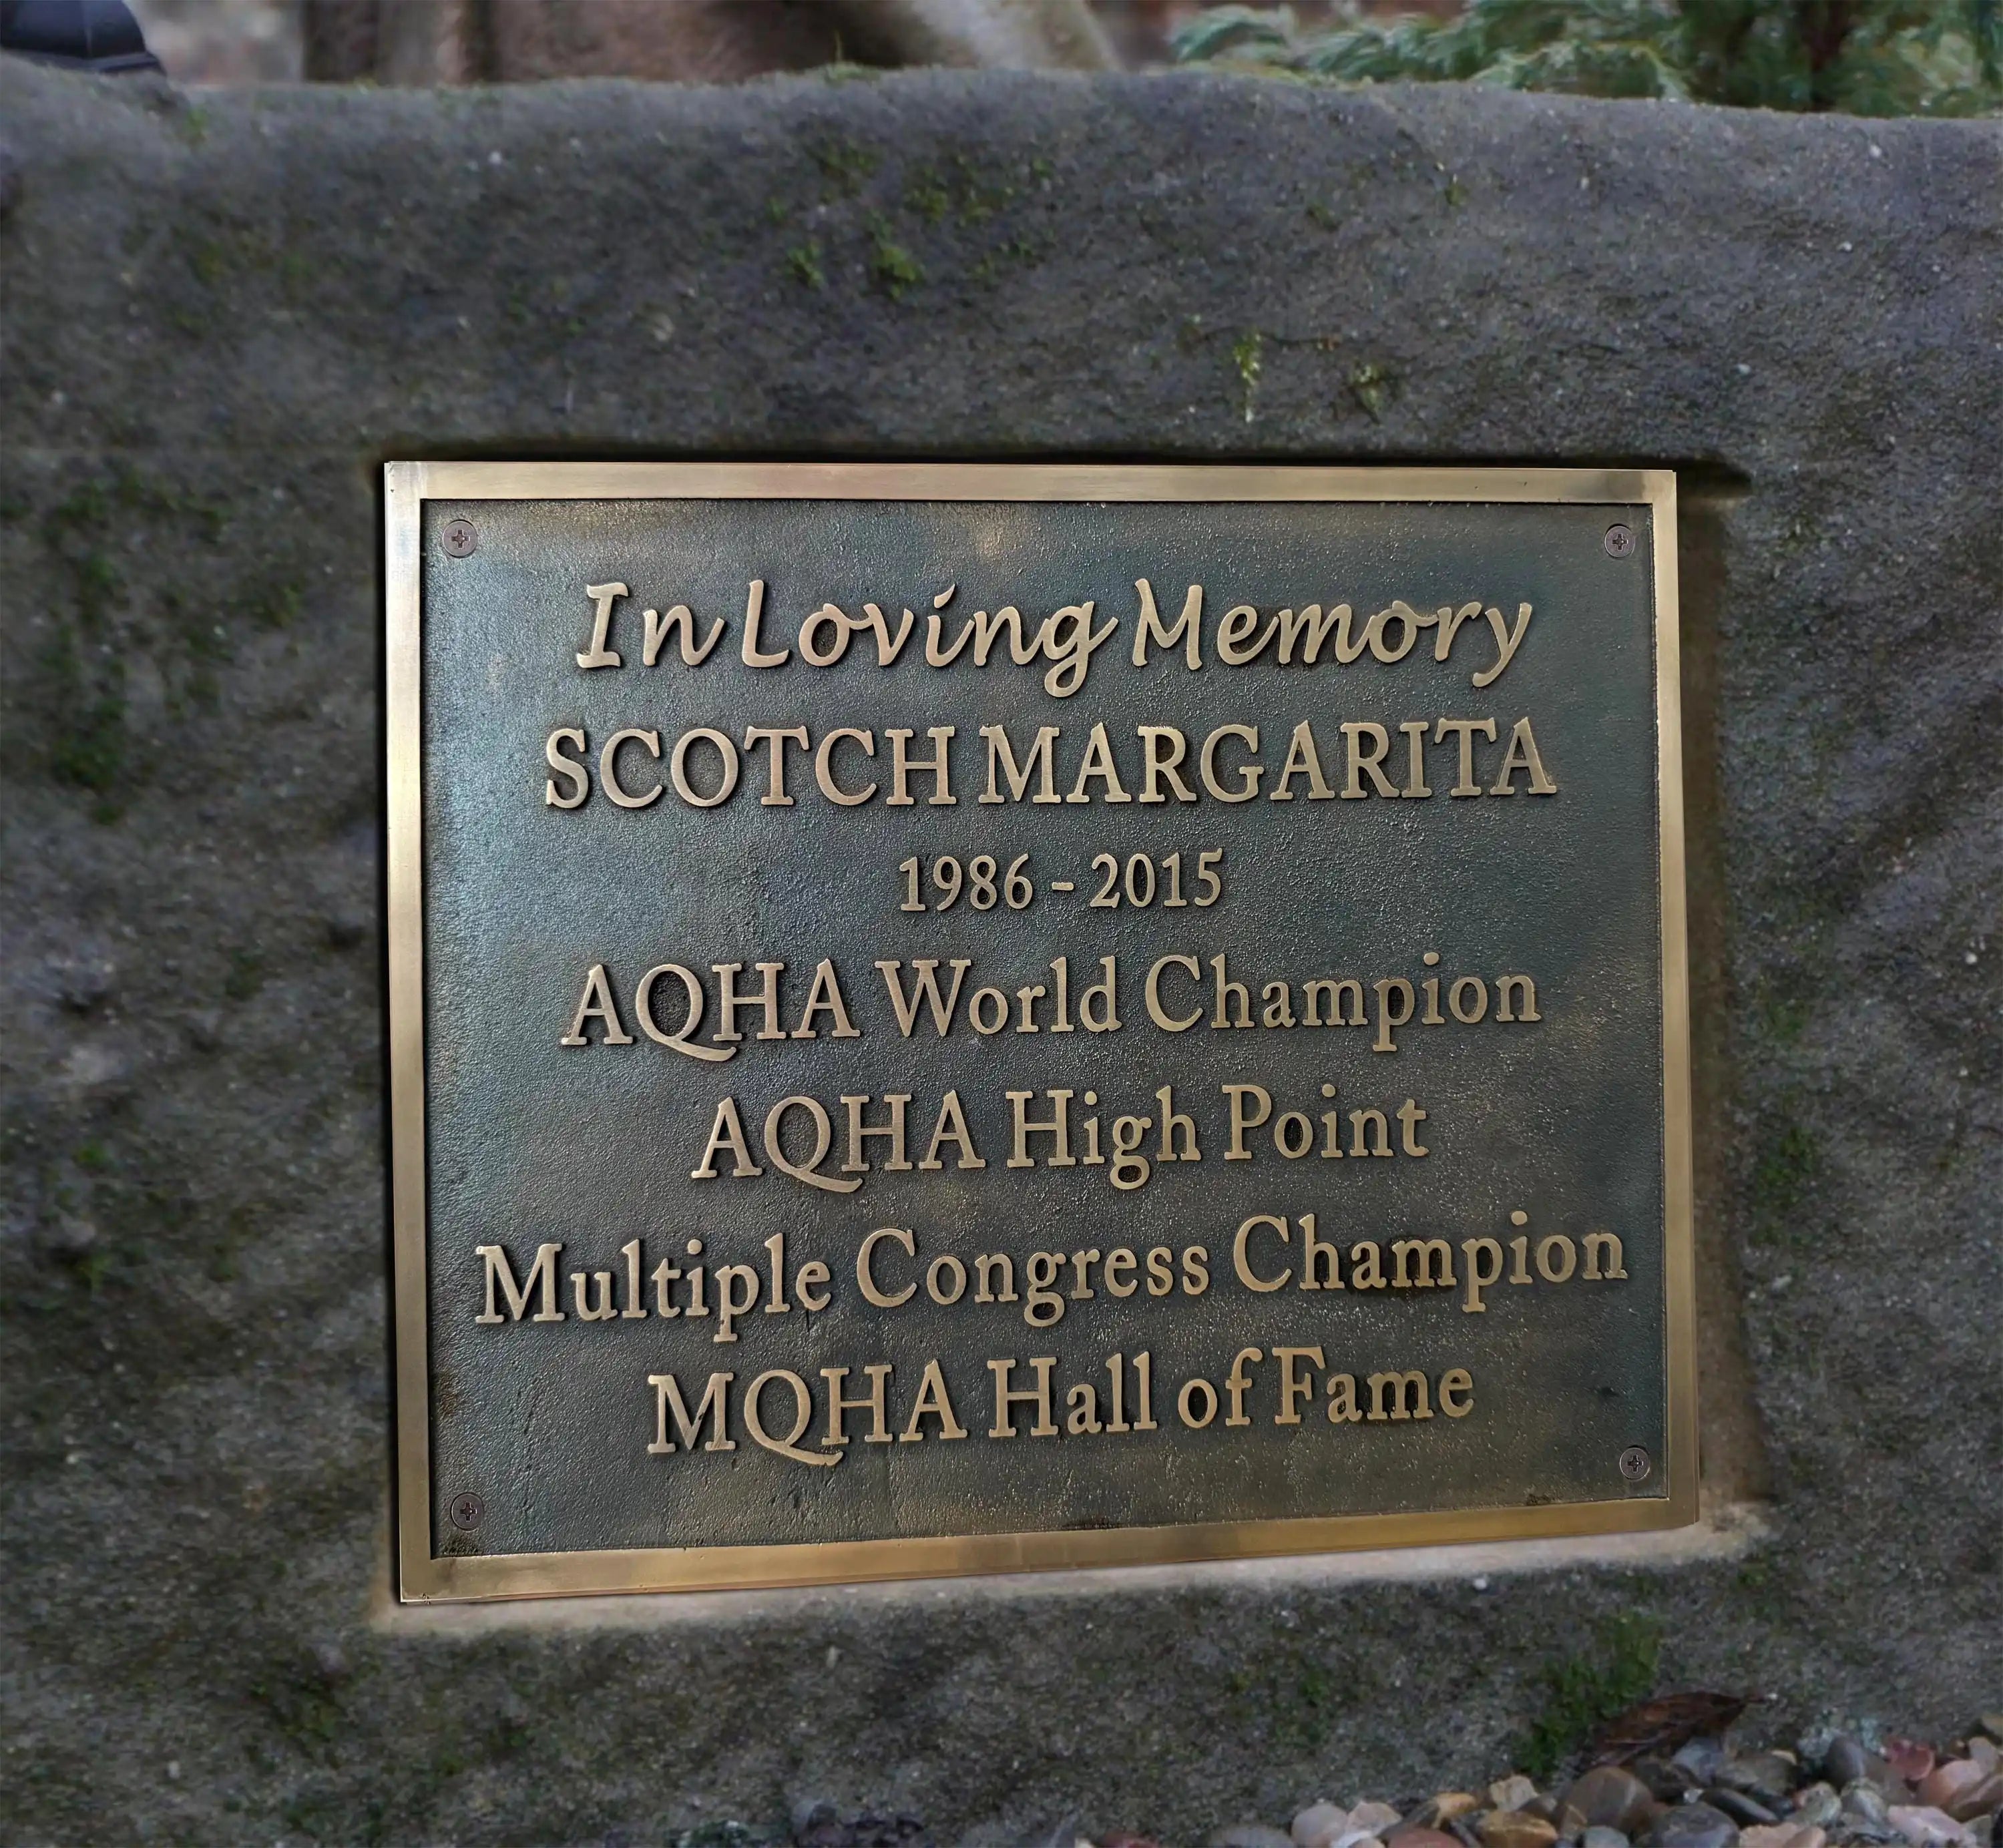 In Loving Memory
SCOTCH MARGARITA
1986 - 2015
AQHA World Champion
AQHA High Point
Multiple Congress Champion
MQHA Hall of Fame